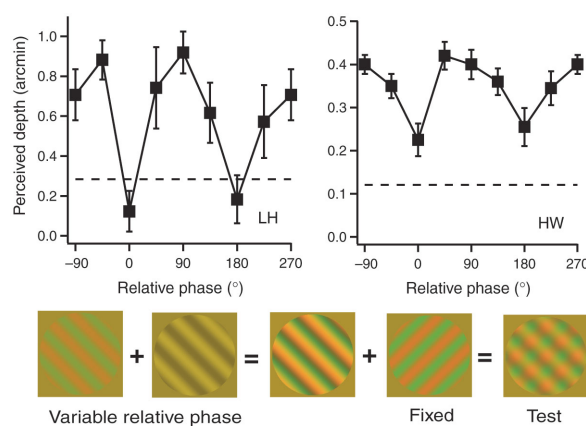 Perceived depth (arcmin)
1.0
0.8
0.6
0.4
0.2
0.0
LH
−90 0 90 180 270
Relative phase (°)
0.5
0.4
0.3
0.2
0.1
0.0
HW
−90 0 90 180 270
Relative phase (°)
+ = + =
Variable relative phase Fixed Test